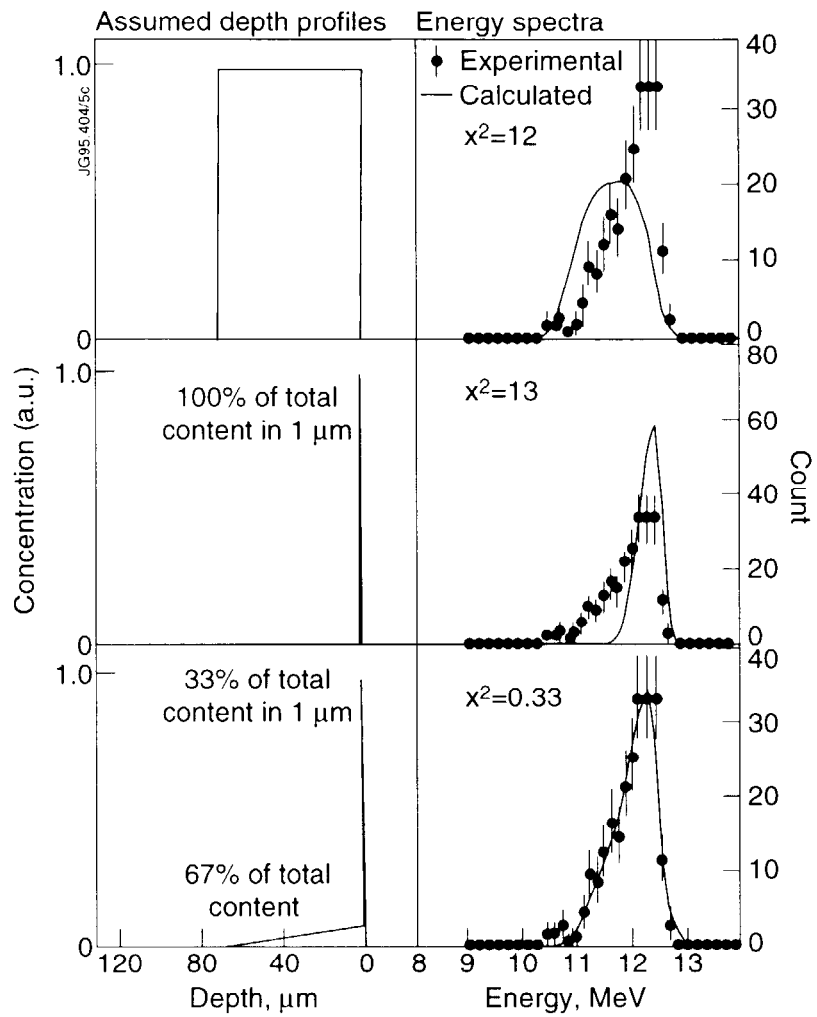 Assumed depth profiles
Energy spectra
1.0
JG95.404/5c
0
Experimental
Calculated
x²=12
40
30
20
10
0
1.0
100% of total
content in 1 μm
0
x²=13
80
60
40
20
0
Concentration (a.u.)
Count
1.0
33% of total
content in 1 μm
67% of total
content
0
x²=0.33
40
30
20
10
0
120 80 40 0 8 9 10 11 12 13
Depth, μm
Energy, MeV